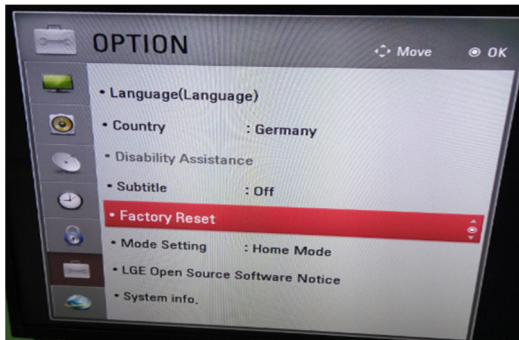 OPTION
Move
OK
• Language(Language)
• Country : Germany
• Disability Assistance
• Subtitle : Off
• Factory Reset
• Mode Setting : Home Mode
• LGE Open Source Software Notice
• System info.